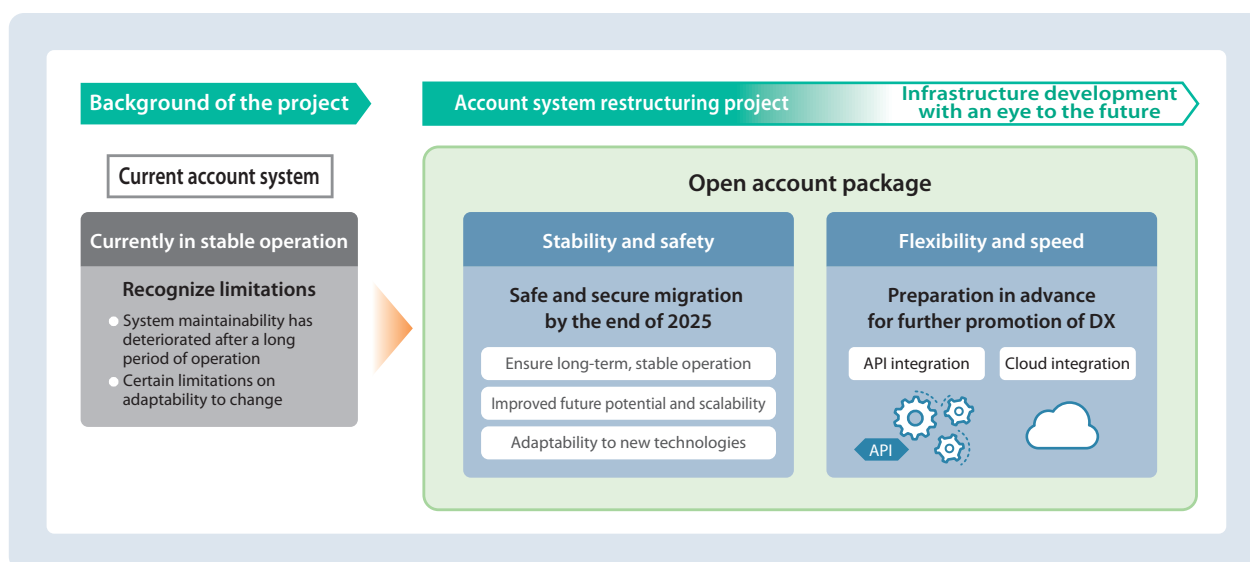 Background of the project
Account system restructuring project
Infrastructure development
with an eye to the future
Current account system
Currently in stable operation
Recognize limitations
System maintainability has
deteriorated after a long
period of operation
Certain limitations on
adaptability to change
Open account package
Stability and safety
Safe and secure migration
by the end of 2025
Ensure long-term, stable operation
Improved future potential and scalability
Adaptability to new technologies
Flexibility and speed
Preparation in advance
for further promotion of DX
API integration
Cloud integration
API